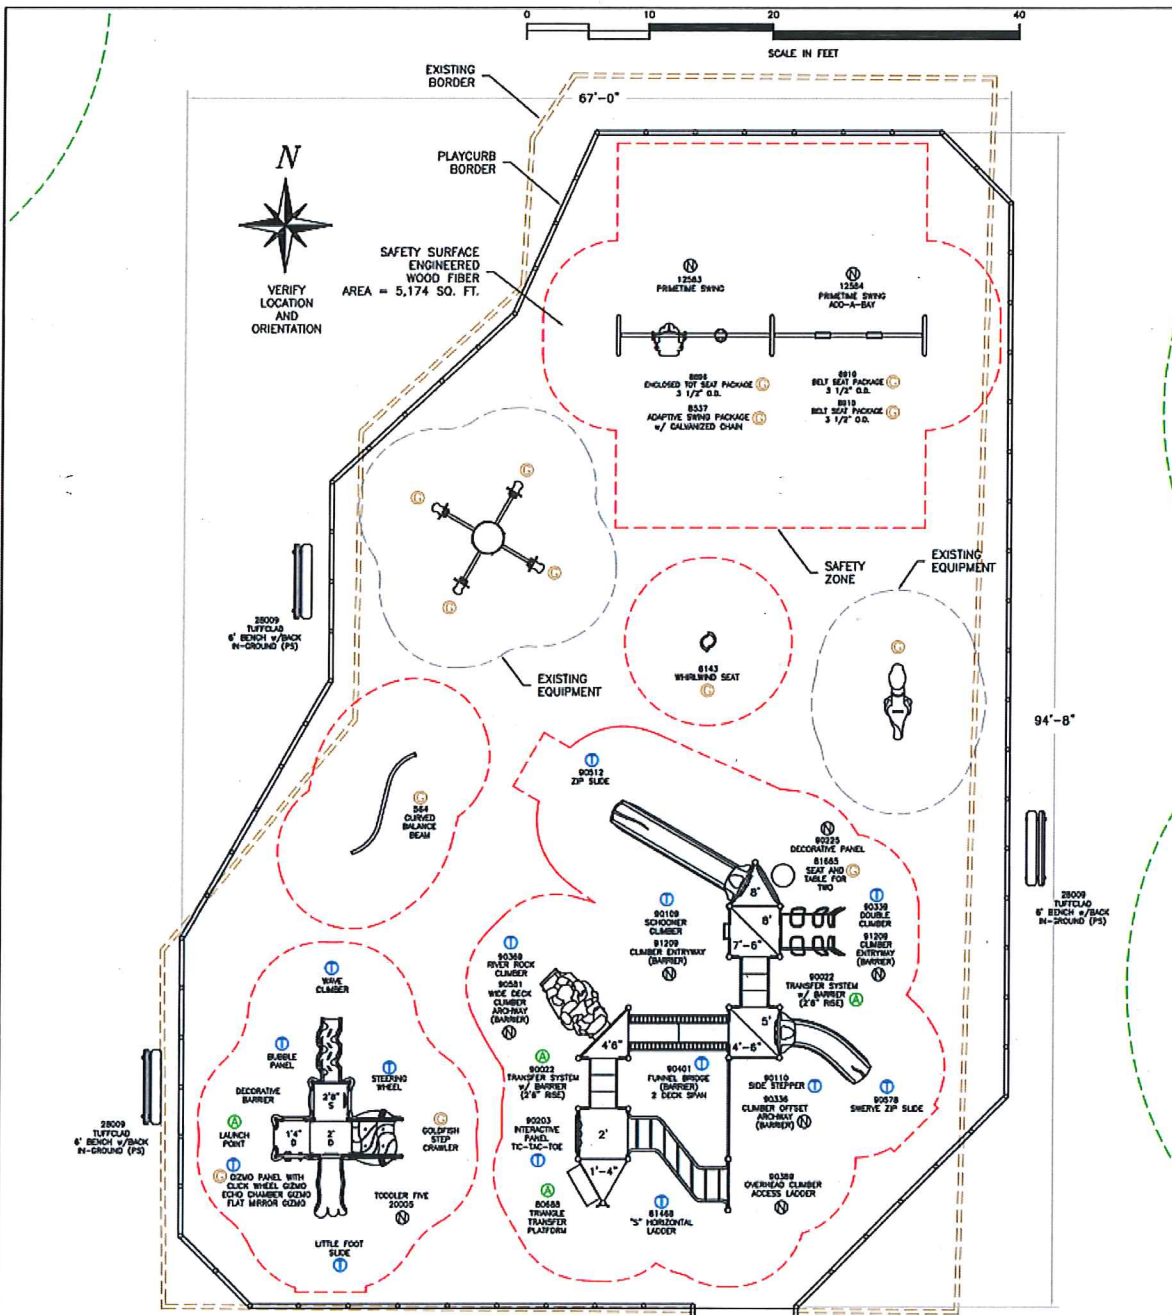 0 10 20 40
SCALE IN FEET
EXISTING
BORDER
67'-0"
N
PLAYCURB
BORDER
SAFETY SURFACE
ENGINEERED
WOOD FIBER
AREA = 5,174 SQ. FT.
VERIFY
LOCATION
AND
ORIENTATION
N
12583
PRIMETIME SWING
N
12584
PRIMETIME SWING
ADD-A-BAY
8696
ENCLOSED TOT SEAT PACKAGE G
3 1/2" O.D.
8537
ADAPTIVE SWING PACKAGE G
w/ GALVANIZED CHAIN
8910
BELT SEAT PACKAGE G
3 1/2" O.D.
8910
BELT SEAT PACKAGE G
3 1/2" O.D.
G
G
G
G
SAFETY
ZONE
EXISTING
EQUIPMENT
28009
TUFFCLAD
6' BENCH w/BACK
IN-GROUND (PS)
EXISTING
EQUIPMENT
6143
WHIRLWIND SEAT
G
G
94'-8"
T
90512
ZIP SLIDE
G
564
CURVED
BALANCE
BEAM
N
90225
DECORATIVE PANEL
81665
SEAT AND G
TABLE FOR
TWO
8'
8'
7'-6"
T
90109
SCHOONER
CLIMBER
91209
CLIMBER ENTRYWAY
(BARRIER)
N
T
90339
DOUBLE
CLIMBER
91209
CLIMBER
ENTRYWAY
(BARRIER)
N
28009
TUFFCLAD
6' BENCH w/BACK
IN-GROUND (PS)
T
90369
RIVER ROCK
CLIMBER
90581
WIDE DECK
CLIMBER
ARCHWAY
(BARRIER)
N
90022
TRANSFER SYSTEM
w/ BARRIER A
(2'8" RISE)
T
WAVE
CLIMBER
T
BUBBLE
PANEL
T
STEERING
WHEEL
DECORATIVE
BARRIER
A
LAUNCH
POINT
2'8"
S
1'4"
D
2'
D
G
GOLDFISH
STEP
CRAWLER
T
G GIZMO PANEL WITH
CLICK WHEEL GIZMO
ECHO CHAMBER GIZMO
FLAT MIRROR GIZMO
TODDLER FIVE
20005
N
LITTLE FOOT
SLIDE
T
28009
TUFFCLAD
6' BENCH w/BACK
IN-GROUND (PS)
4'6"
5'
4'-6"
A
90022
TRANSFER SYSTEM
w/ BARRIER
(2'6" RISE)
90203
INTERACTIVE
PANEL
TIC-TAC-TOE
T
2'
1'-4"
A
80688
TRIANGLE
TRANSFER
PLATFORM
T
90401
FUNNEL BRIDGE
(BARRIER)
2 DECK SPAN
90110
SIDE STEPPER T
90336
CLIMBER OFFSET
ARCHWAY
(BARRIER) N
T
90578
SWERVE ZIP SLIDE
90389
OVERHEAD CLIMBER
ACCESS LADDER
N
T
81468
"S" HORIZONTAL
LADDER